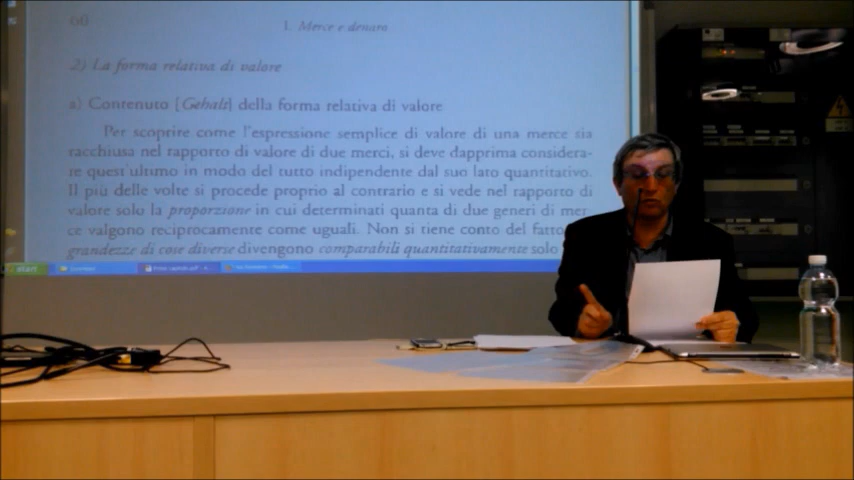 60
I. Merce e denaro
2) La forma relativa di valore
a) Contenuto [Gehalt] della forma relativa di valore
Per scoprire come l'espressione semplice di valore di una merce sia
racchiusa nel rapporto di valore di due merci, si deve dapprima considera-
re quest'ultimo in modo del tutto indipendente dal suo lato quantitativo.
Il più delle volte si procede proprio al contrario e si vede nel rapporto di
valore solo la proporzione in cui determinati quanta di due generi di mer-
ce valgono reciprocamente come uguali. Non si tiene conto del fatto
grandezze di cose diverse divengono comparabili quantitativamente solo
start